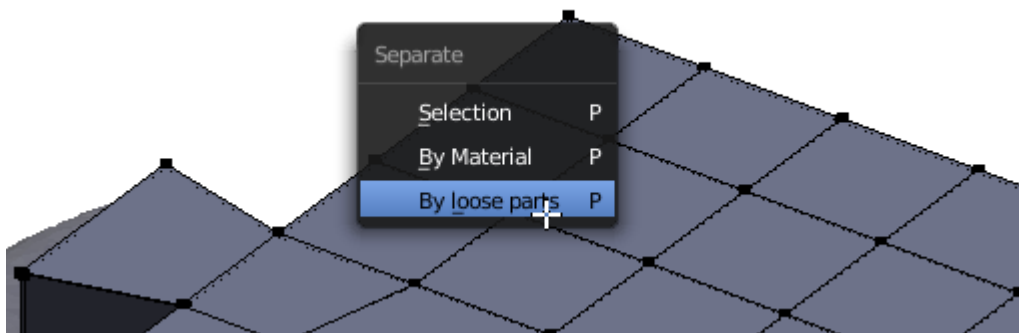 Separate
Selection P
By Material P
By loose parts P